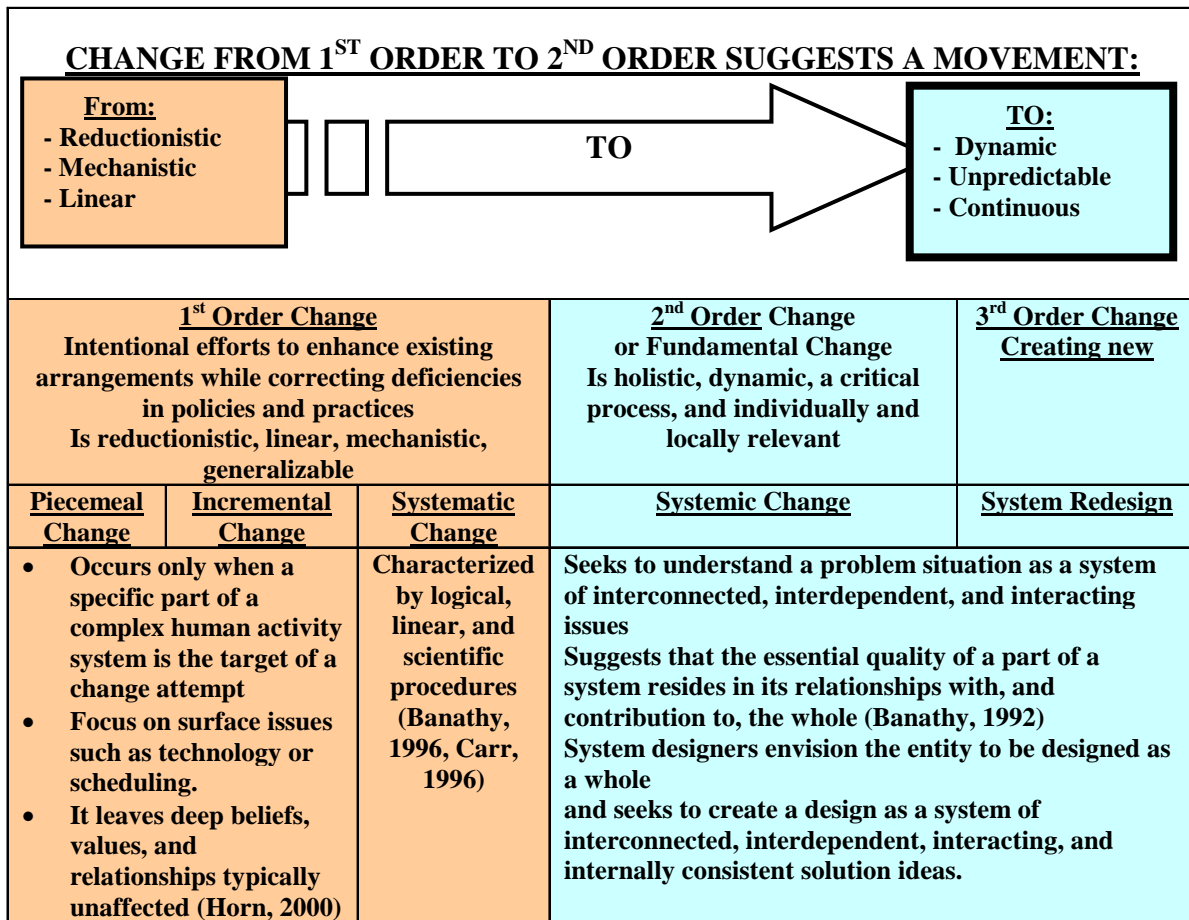 CHANGE FROM 1ST ORDER TO 2ND ORDER SUGGESTS A MOVEMENT:
From:
- Reductionistic
- Mechanistic
- Linear
TO
TO:
- Dynamic
- Unpredictable
- Continuous
1st Order Change
Intentional efforts to enhance existing
arrangements while correcting deficiencies
in policies and practices
Is reductionistic, linear, mechanistic,
generalizable
2nd Order Change
or Fundamental Change
Is holistic, dynamic, a critical
process, and individually and
locally relevant
3rd Order Change
Creating new
Piecemeal
Change
Incremental
Change
Systematic
Change
Systemic Change
System Redesign
• Occurs only when a
specific part of a
complex human activity
system is the target of a
change attempt
• Focus on surface issues
such as technology or
scheduling.
• It leaves deep beliefs,
values, and
relationships typically
unaffected (Horn, 2000)
Characterized
by logical,
linear, and
scientific
procedures
(Banathy,
1996, Carr,
1996)
Seeks to understand a problem situation as a system
of interconnected, interdependent, and interacting
issues
Suggests that the essential quality of a part of a
system resides in its relationships with, and
contribution to, the whole (Banathy, 1992)
System designers envision the entity to be designed as
a whole
and seeks to create a design as a system of
interconnected, interdependent, interacting, and
internally consistent solution ideas.